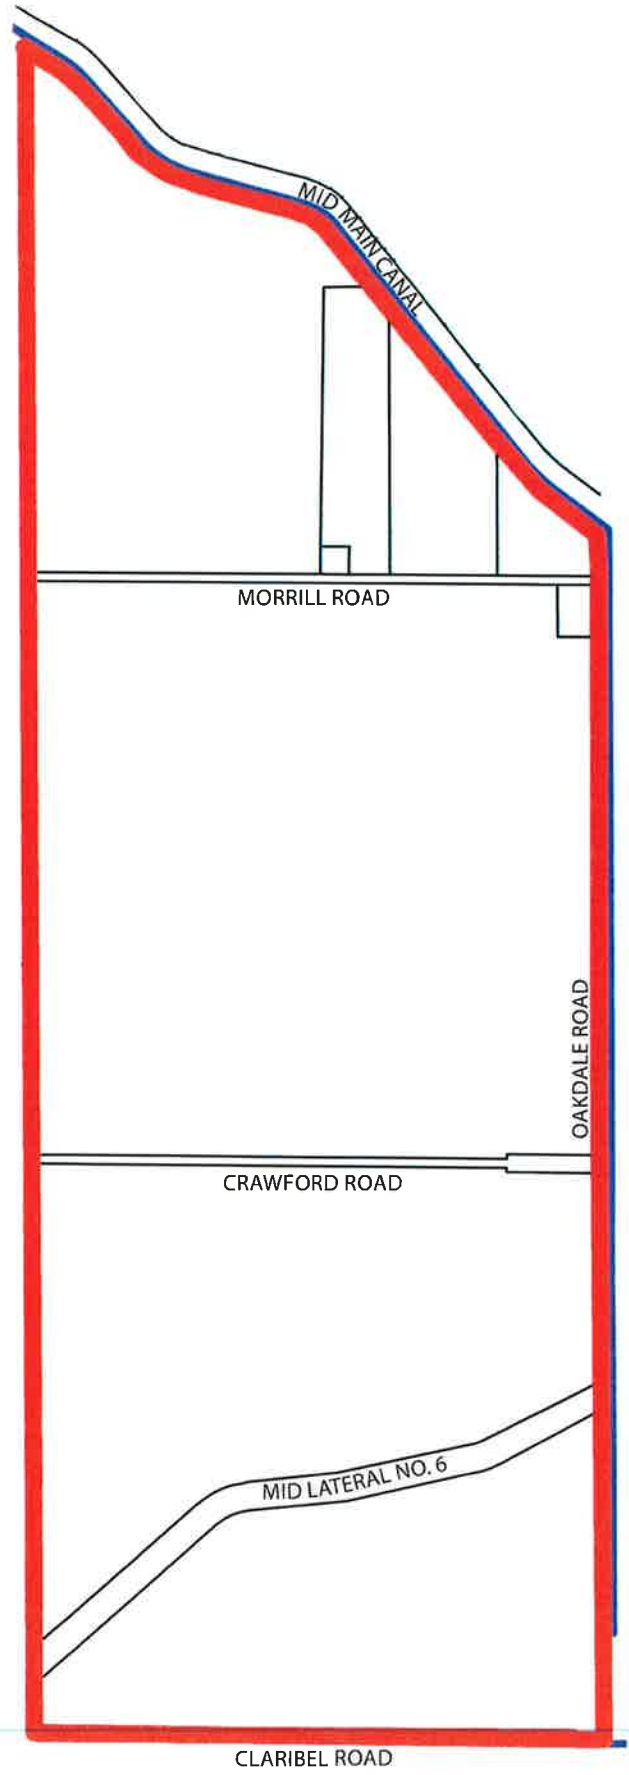 MID MAIN CANAL
MORRILL ROAD
OAKDALE ROAD
CRAWFORD ROAD
MID LATERAL NO. 6
CLARIBEL ROAD